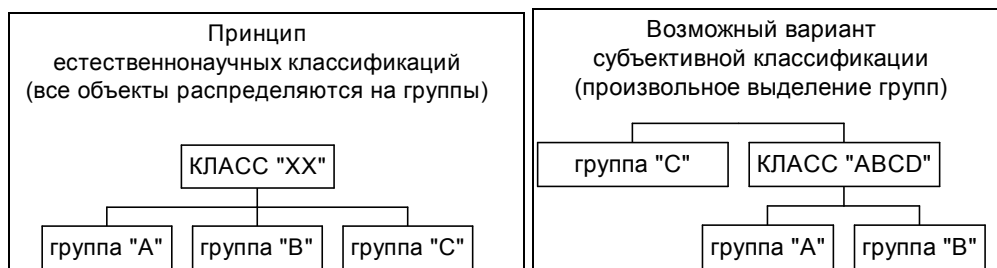 Принцип
естественнонаучных классификаций
(все объекты распределяются на группы)
КЛАСС "XX"
группа "A"
группа "B"
группа "C"
Возможный вариант
субъективной классификации
(произвольное выделение групп)
группа "C"
КЛАСС "ABCD"
группа "A"
группа "B"